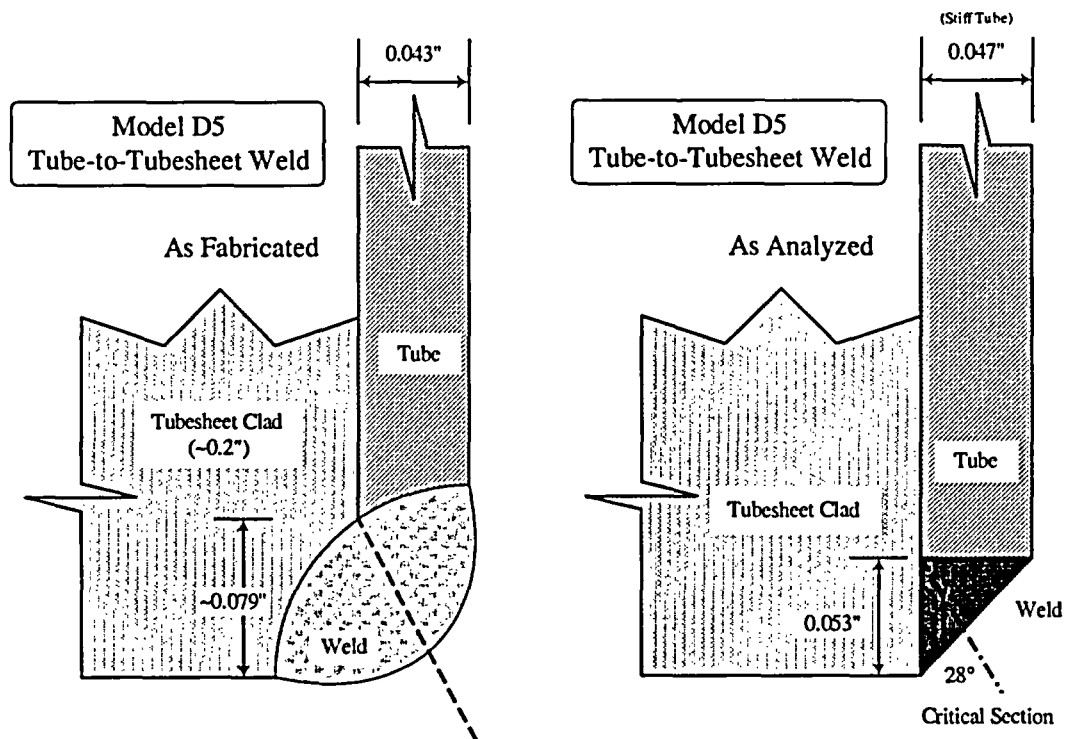 0.043"
Model D5
Tube-to-Tubesheet Weld
As Fabricated
Tube
Tubesheet Clad
(~0.2")
~0.079"
Weld
(Stiff Tube)
0.047"
Model D5
Tube-to-Tubesheet Weld
As Analyzed
Tube
Tubesheet Clad
0.053"
Weld
28°
Critical Section